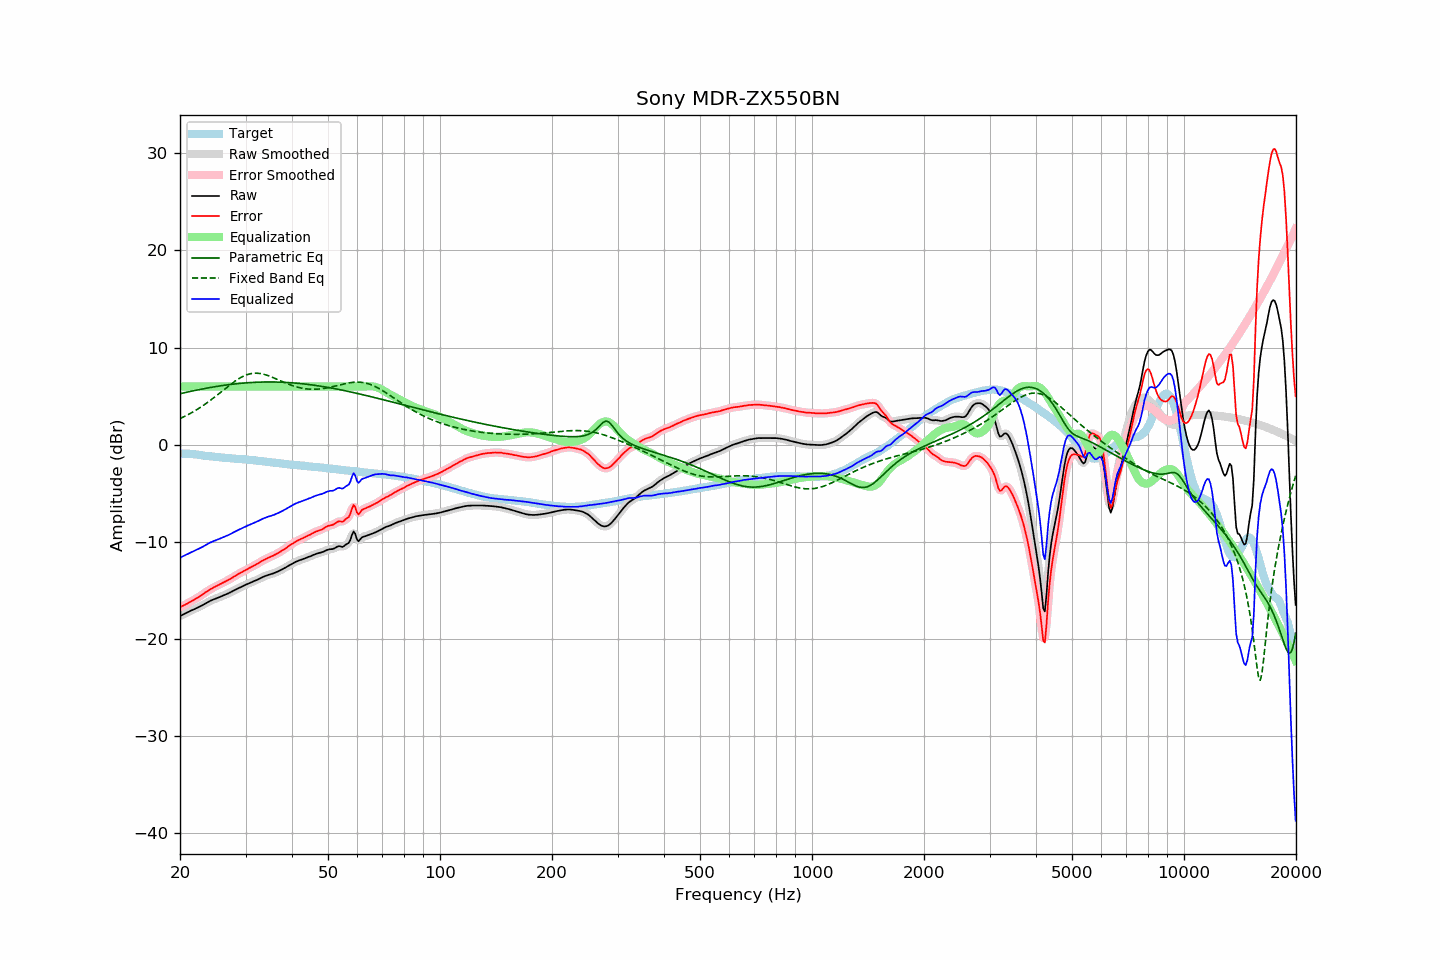 Sony MDR-ZX550BN
Target
Raw Smoothed
Error Smoothed
Raw
Error
Equalization
Parametric Eq
Fixed Band Eq
Equalized
Amplitude (dBr)
30
20
10
0
−10
−20
−30
−40
20 50 100 200 500 1000 2000 5000 10000 20000
Frequency (Hz)